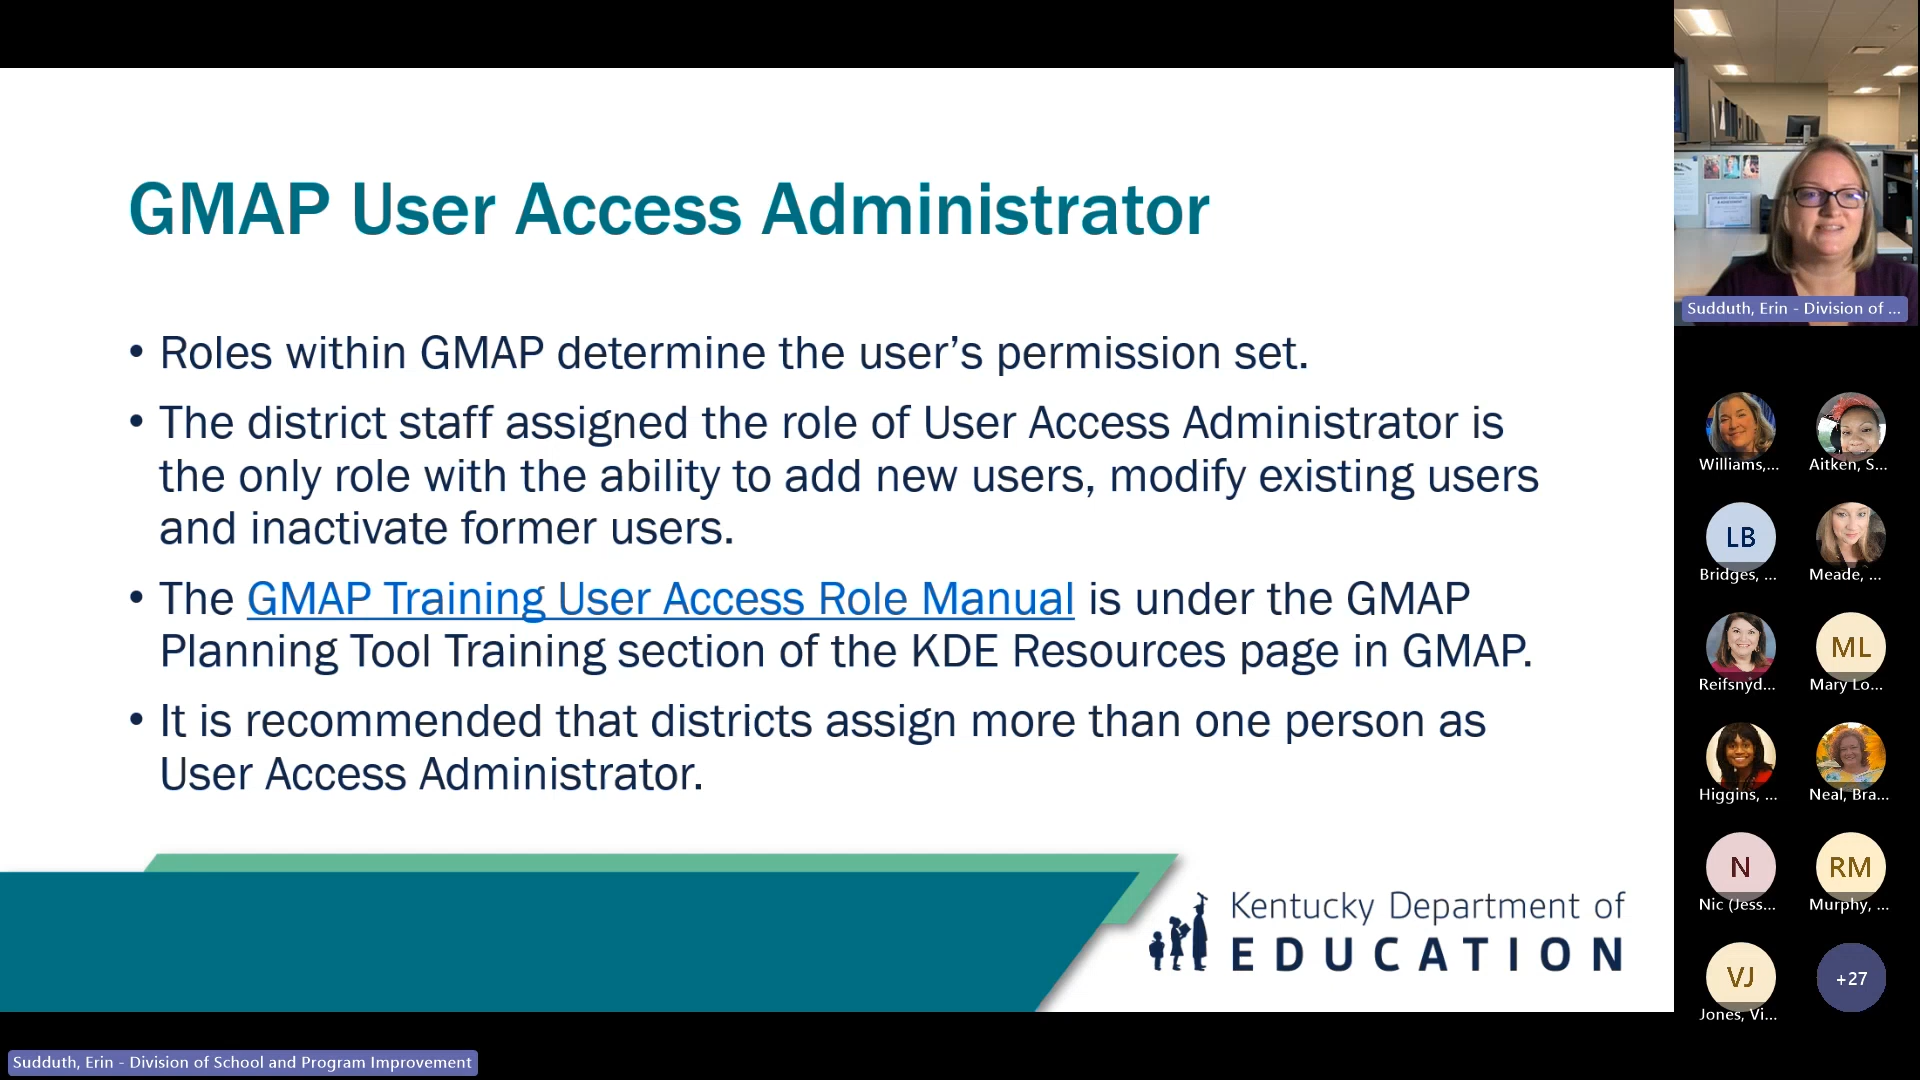 GMAP User Access Administrator
• Roles within GMAP determine the user’s permission set.
• The district staff assigned the role of User Access Administrator is
the only role with the ability to add new users, modify existing users
and inactivate former users.
• The GMAP Training User Access Role Manual is under the GMAP
Planning Tool Training section of the KDE Resources page in GMAP.
• It is recommended that districts assign more than one person as
User Access Administrator.
Kentucky Department of
EDUCATION
Sudduth, Erin - Division of School and Program Improvement
Sudduth, Erin - Division of ...
Williams,...
Aitken, S...
LB
Bridges, ...
Meade, ...
Reifsnyd...
ML
Mary Lo...
Higgins, ...
Neal, Bra...
N
Nic (Jess...
RM
Murphy, ...
VJ
Jones, Vi...
+27